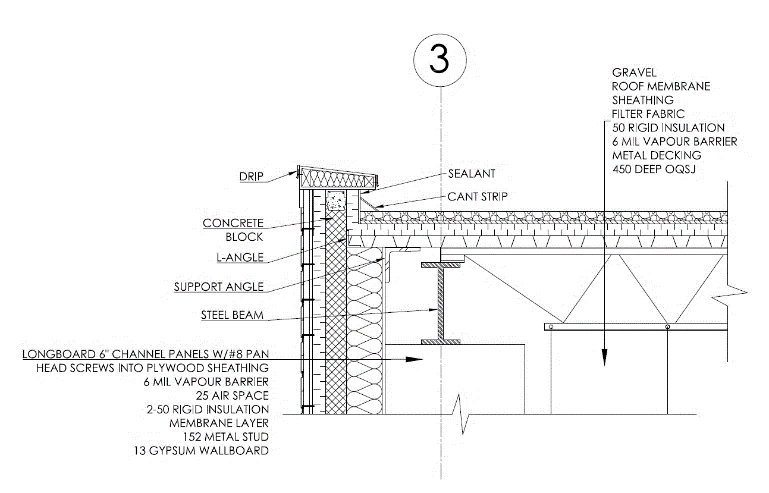 3
GRAVEL
ROOF MEMBRANE
SHEATHING
FILTER FABRIC
50 RIGID INSULATION
6 MIL VAPOUR BARRIER
METAL DECKING
450 DEEP OQSJ
DRIP
SEALANT
CANT STRIP
CONCRETE
BLOCK
L-ANGLE
SUPPORT ANGLE
STEEL BEAM
LONGBOARD 6" CHANNEL PANELS W/#8 PAN
HEAD SCREWS INTO PLYWOOD SHEATHING
6 MIL VAPOUR BARRIER
25 AIR SPACE
2-50 RIGID INSULATION
MEMBRANE LAYER
152 METAL STUD
13 GYPSUM WALLBOARD